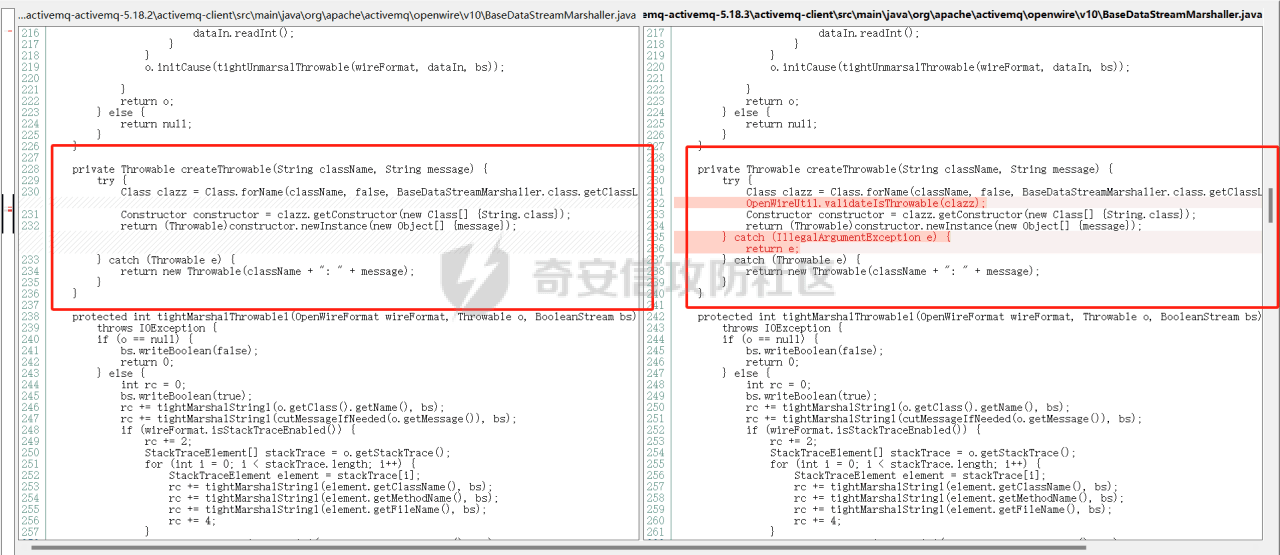 ...activemq-activemq-5.18.2\activemq-client\src\main\java\org\apache\activemq\openwire\v10\BaseDataStreamMarshaller.java
216 dataIn.readInt();
217 }
218 }
219 o.initCause(tightUnmarsalThrowable(wireFormat, dataIn, bs));
220
221 }
222 return o;
223 } else {
224 return null;
225 }
226 }
227
228 private Throwable createThrowable(String className, String message) {
229 try {
230 Class clazz = Class.forName(className, false, BaseDataStreamMarshaller.class.getClassL
231 Constructor constructor = clazz.getConstructor(new Class[] {String.class});
232 return (Throwable)constructor.newInstance(new Object[] {message});
233 } catch (Throwable e) {
234 return new Throwable(className + ": " + message);
235 }
236 }
237
238 protected int tightMarshalThrowable1(OpenWireFormat wireFormat, Throwable o, BooleanStream bs)
239 throws IOException {
240 if (o == null) {
241 bs.writeBoolean(false);
242 return 0;
243 } else {
244 int rc = 0;
245 bs.writeBoolean(true);
246 rc += tightMarshalString1(o.getClass().getName(), bs);
247 rc += tightMarshalString1(cutMessageIfNeeded(o.getMessage()), bs);
248 if (wireFormat.isStackTraceEnabled()) {
249 rc += 2;
250 StackTraceElement[] stackTrace = o.getStackTrace();
251 for (int i = 0; i < stackTrace.length; i++) {
252 StackTraceElement element = stackTrace[i];
253 rc += tightMarshalString1(element.getClassName(), bs);
254 rc += tightMarshalString1(element.getMethodName(), bs);
255 rc += tightMarshalString1(element.getFileName(), bs);
256 rc += 4;
257 }
emq-activemq-5.18.3\activemq-client\src\main\java\org\apache\activemq\openwire\v10\BaseDataStreamMarshaller.java
217 dataIn.readInt();
218 }
219 }
220 o.initCause(tightUnmarsalThrowable(wireFormat, dataIn, bs));
221
222 }
223 return o;
224 } else {
225 return null;
226 }
227 }
228
229 private Throwable createThrowable(String className, String message) {
230 try {
231 Class clazz = Class.forName(className, false, BaseDataStreamMarshaller.class.getClassL
232 OpenWireUtil.validateIsThrowable(clazz);
233 Constructor constructor = clazz.getConstructor(new Class[] {String.class});
234 return (Throwable)constructor.newInstance(new Object[] {message});
235 } catch (IllegalArgumentException e) {
236 return e;
237 } catch (Throwable e) {
238 return new Throwable(className + ": " + message);
239 }
240 }
241
242 protected int tightMarshalThrowable1(OpenWireFormat wireFormat, Throwable o, BooleanStream bs)
243 throws IOException {
244 if (o == null) {
245 bs.writeBoolean(false);
246 return 0;
247 } else {
248 int rc = 0;
249 bs.writeBoolean(true);
250 rc += tightMarshalString1(o.getClass().getName(), bs);
251 rc += tightMarshalString1(cutMessageIfNeeded(o.getMessage()), bs);
252 if (wireFormat.isStackTraceEnabled()) {
253 rc += 2;
254 StackTraceElement[] stackTrace = o.getStackTrace();
255 for (int i = 0; i < stackTrace.length; i++) {
256 StackTraceElement element = stackTrace[i];
257 rc += tightMarshalString1(element.getClassName(), bs);
258 rc += tightMarshalString1(element.getMethodName(), bs);
259 rc += tightMarshalString1(element.getFileName(), bs);
260 rc += 4;
261 }
奇安信攻防社区